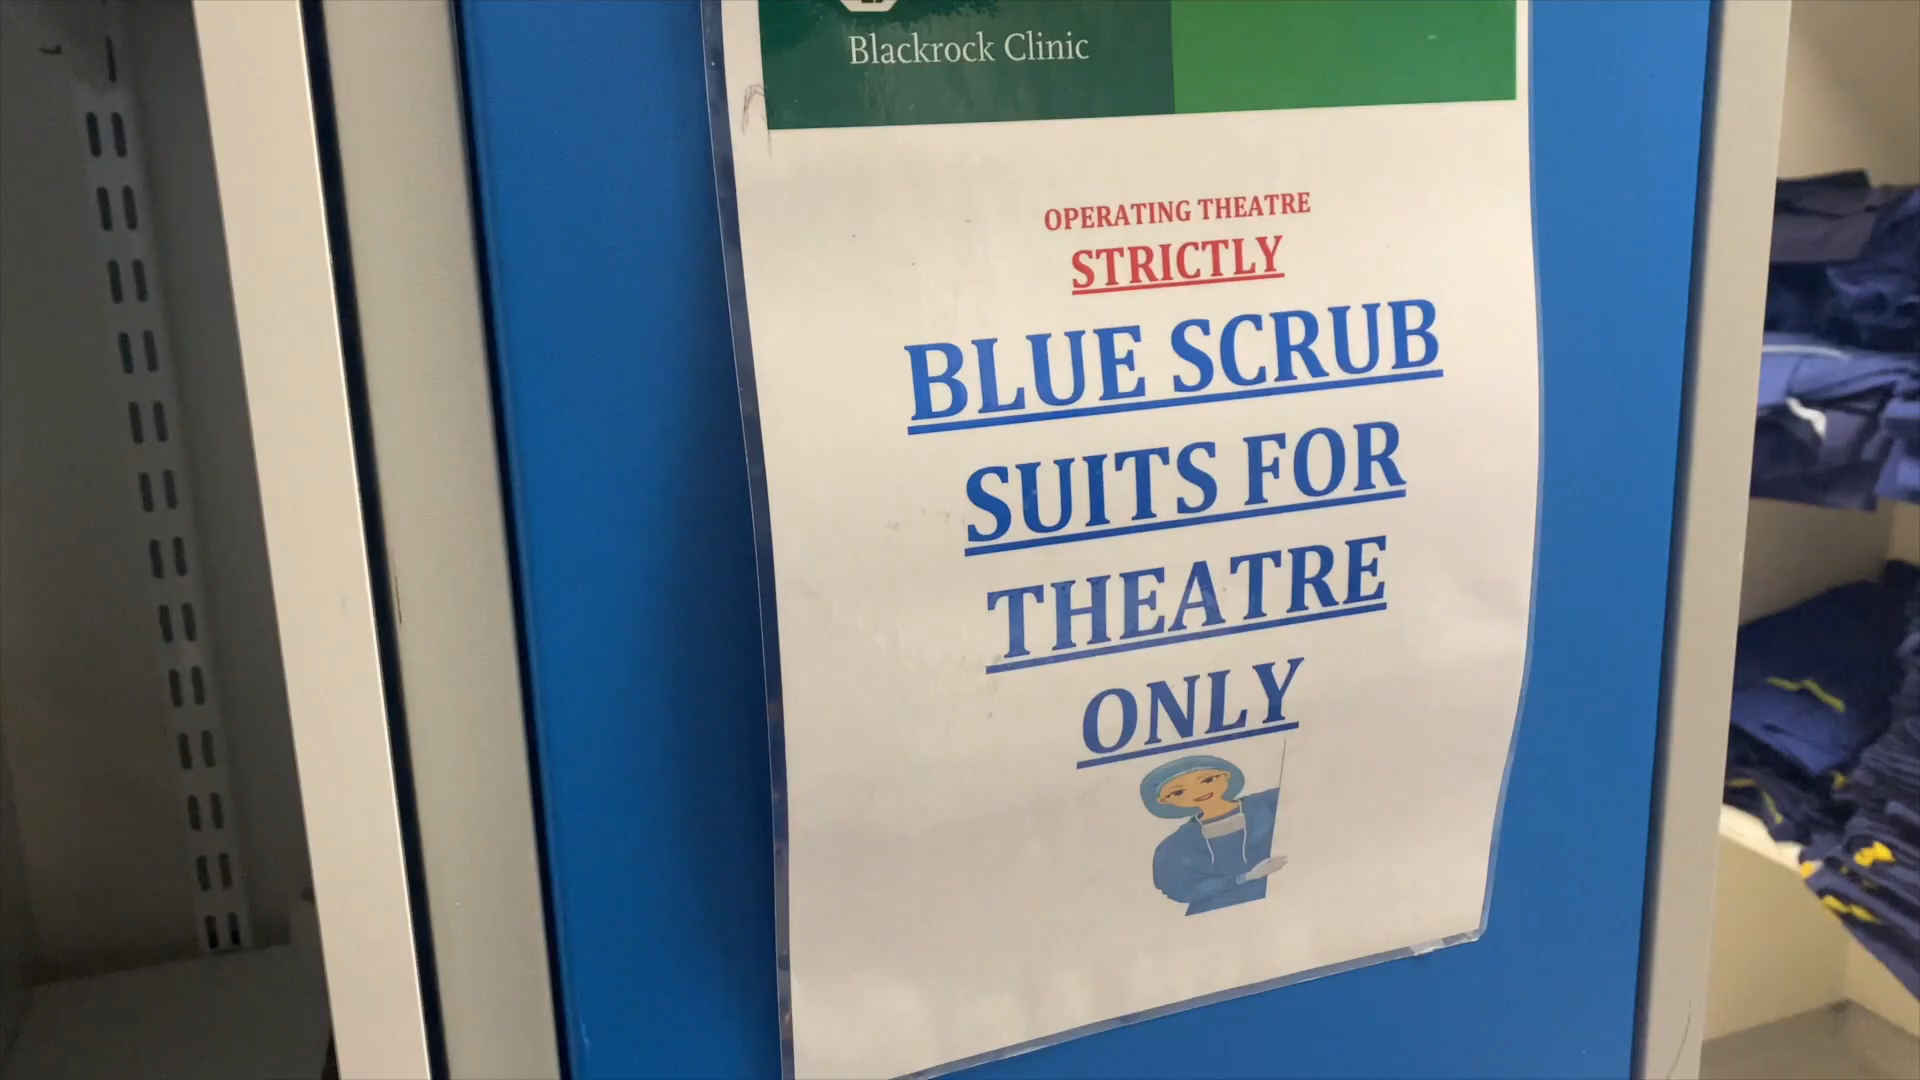 Blackrock Clinic
OPERATING THEATRE
STRICTLY
BLUE SCRUB
SUITS FOR
THEATRE
ONLY